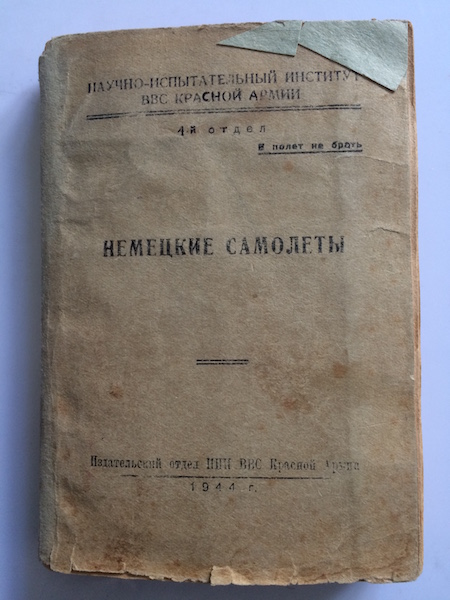 НАУЧНО-ИСПЫТАТЕЛЬНЫЙ ИНСТИТУТ
ВВС КРАСНОЙ АРМИИ
4й отдел
В полет не брать
НЕМЕЦКИЕ САМОЛЕТЫ
Издательский отдел НИИ ВВС Красной Армии
1944 г.